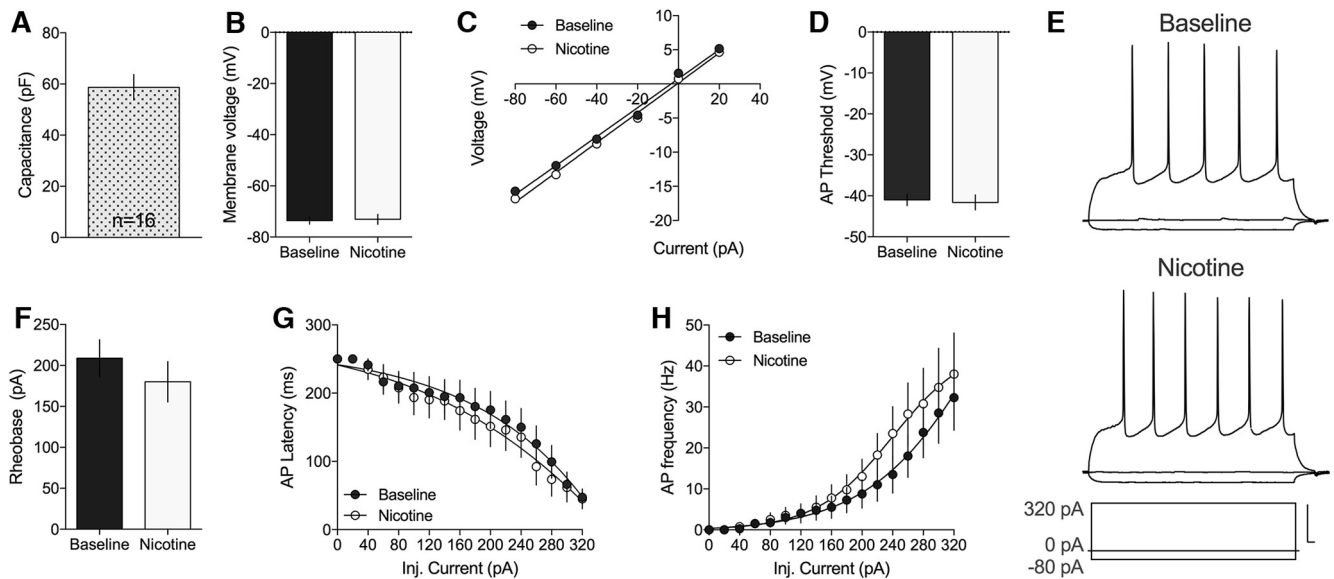 A
Capacitance (pF)
80
60
40
20
0
n=16
B
Membrane voltage (mV)
0
-20
-40
-60
-80
Baseline
Nicotine
C
Baseline
Nicotine
Voltage (mV)
10
5
-5
-10
-15
-20
-80 -60 -40 -20 0 20 40
Current (pA)
D
AP Threshold (mV)
0
-10
-20
-30
-40
-50
Baseline
Nicotine
E
Baseline
Nicotine
320 pA
0 pA
-80 pA
F
Rheobase (pA)
250
200
150
100
50
0
Baseline
Nicotine
G
AP Latency (ms)
300
200
100
0
Baseline
Nicotine
0 40 80 120 160 200 240 280 320
Inj. Current (pA)
H
Baseline
Nicotine
AP frequency (Hz)
50
40
30
20
10
0
0 40 80 120 160 200 240 280 320
Inj. Current (pA)